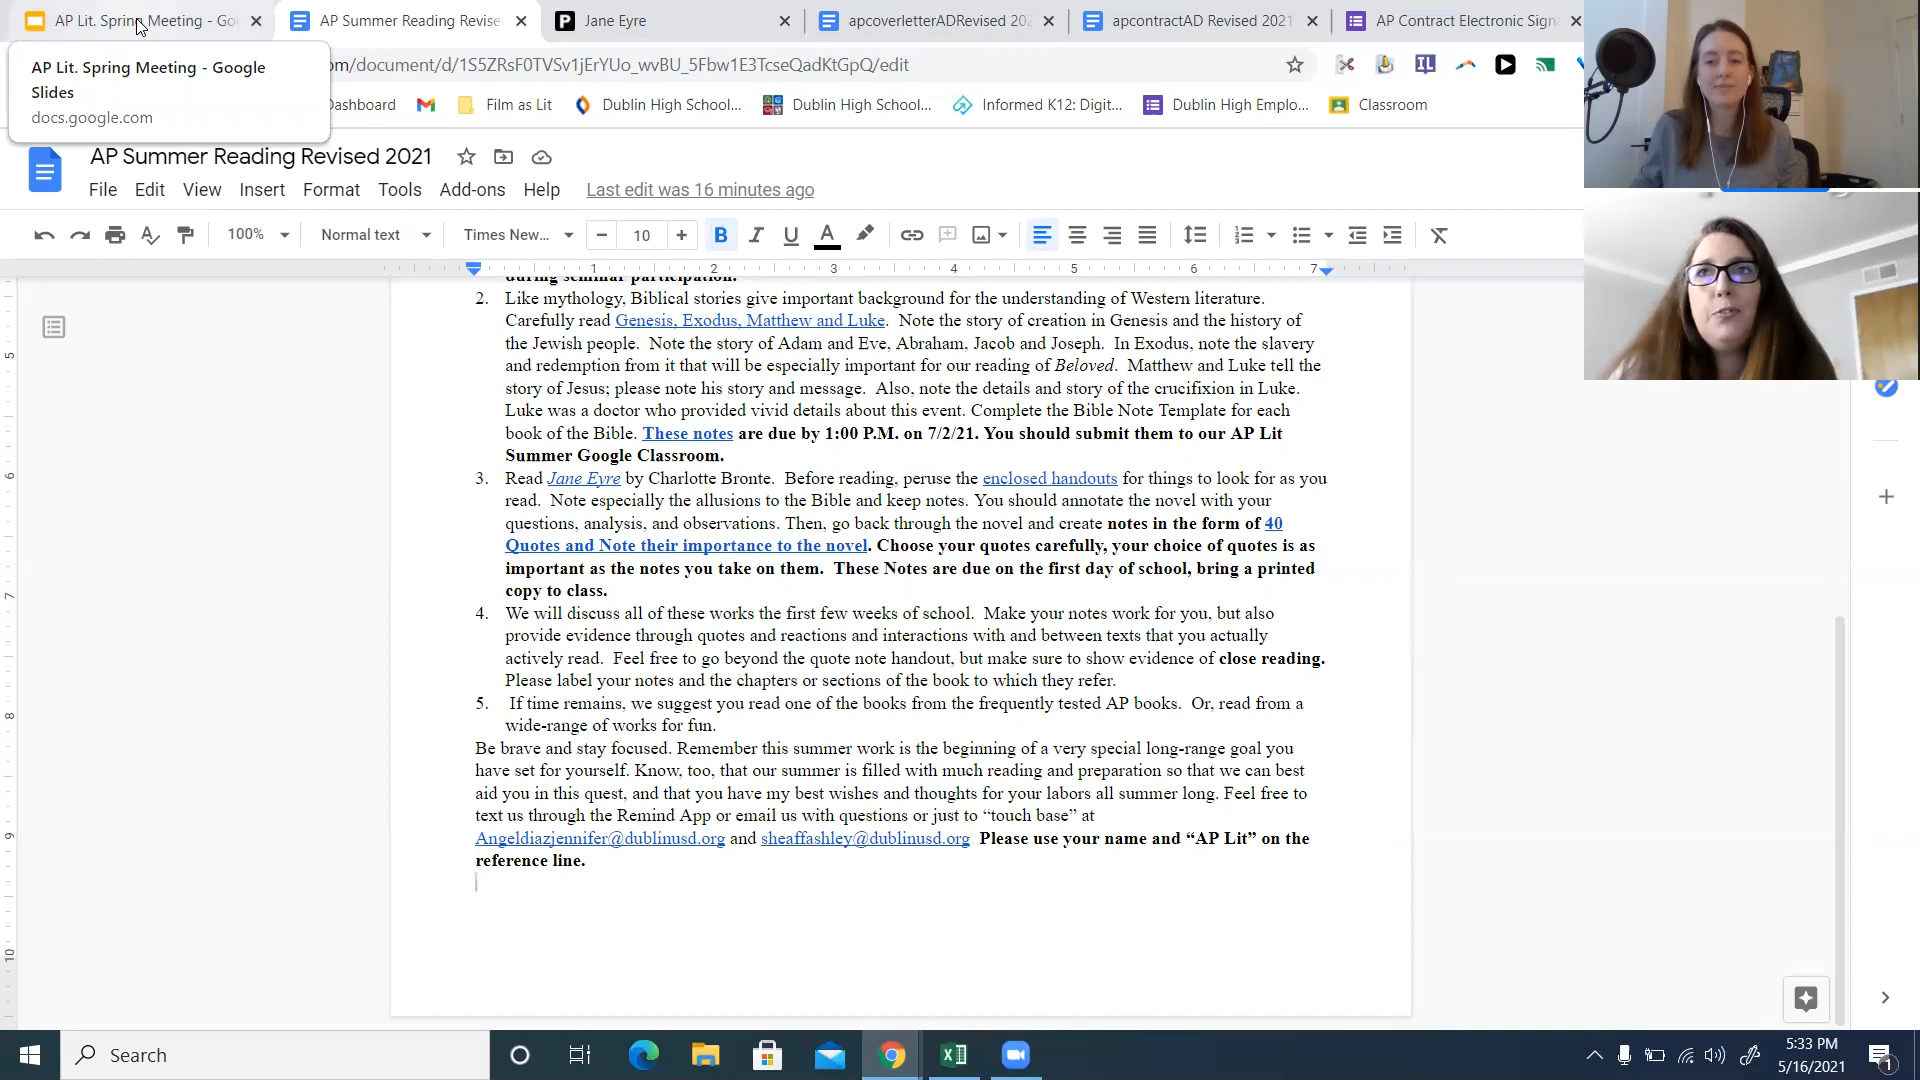 AP Lit. Spring Meeting - Go
AP Summer Reading Revise
Jane Eyre
apcoverletterADRevised 202
apcontractAD Revised 2021
AP Contract Electronic Sign
AP Lit. Spring Meeting - Google
Slides
docs.google.com
om/document/d/1S5ZRsF0TVSv1jErYUo_wvBU_5Fbw1E3TcseQadKtGpQ/edit
Dashboard
Film as Lit
Dublin High School...
Dublin High School...
Informed K12: Digit...
Dublin High Emplo...
Classroom
AP Summer Reading Revised 2021
File Edit View Insert Format Tools Add-ons Help Last edit was 16 minutes ago
100% Normal text Times New... 10
1 2 3 4 5 6 7
during seminar participation.
2. Like mythology, Biblical stories give important background for the understanding of Western literature.
Carefully read Genesis, Exodus, Matthew and Luke. Note the story of creation in Genesis and the history of
the Jewish people. Note the story of Adam and Eve, Abraham, Jacob and Joseph. In Exodus, note the slavery
and redemption from it that will be especially important for our reading of Beloved. Matthew and Luke tell the
story of Jesus; please note his story and message. Also, note the details and story of the crucifixion in Luke.
Luke was a doctor who provided vivid details about this event. Complete the Bible Note Template for each
book of the Bible. These notes are due by 1:00 P.M. on 7/2/21. You should submit them to our AP Lit
Summer Google Classroom.
3. Read Jane Eyre by Charlotte Bronte. Before reading, peruse the enclosed handouts for things to look for as you
read. Note especially the allusions to the Bible and keep notes. You should annotate the novel with your
questions, analysis, and observations. Then, go back through the novel and create notes in the form of 40
Quotes and Note their importance to the novel. Choose your quotes carefully, your choice of quotes is as
important as the notes you take on them. These Notes are due on the first day of school, bring a printed
copy to class.
4. We will discuss all of these works the first few weeks of school. Make your notes work for you, but also
provide evidence through quotes and reactions and interactions with and between texts that you actually
actively read. Feel free to go beyond the quote note handout, but make sure to show evidence of close reading.
Please label your notes and the chapters or sections of the book to which they refer.
5. If time remains, we suggest you read one of the books from the frequently tested AP books. Or, read from a
wide-range of works for fun.
Be brave and stay focused. Remember this summer work is the beginning of a very special long-range goal you
have set for yourself. Know, too, that our summer is filled with much reading and preparation so that we can best
aid you in this quest, and that you have my best wishes and thoughts for your labors all summer long. Feel free to
text us through the Remind App or email us with questions or just to “touch base” at
Angeldiazjennifer@dublinusd.org and sheaffashley@dublinusd.org Please use your name and “AP Lit” on the
reference line.
5
6
7
8
9
10
Search
5:33 PM
5/16/2021
1